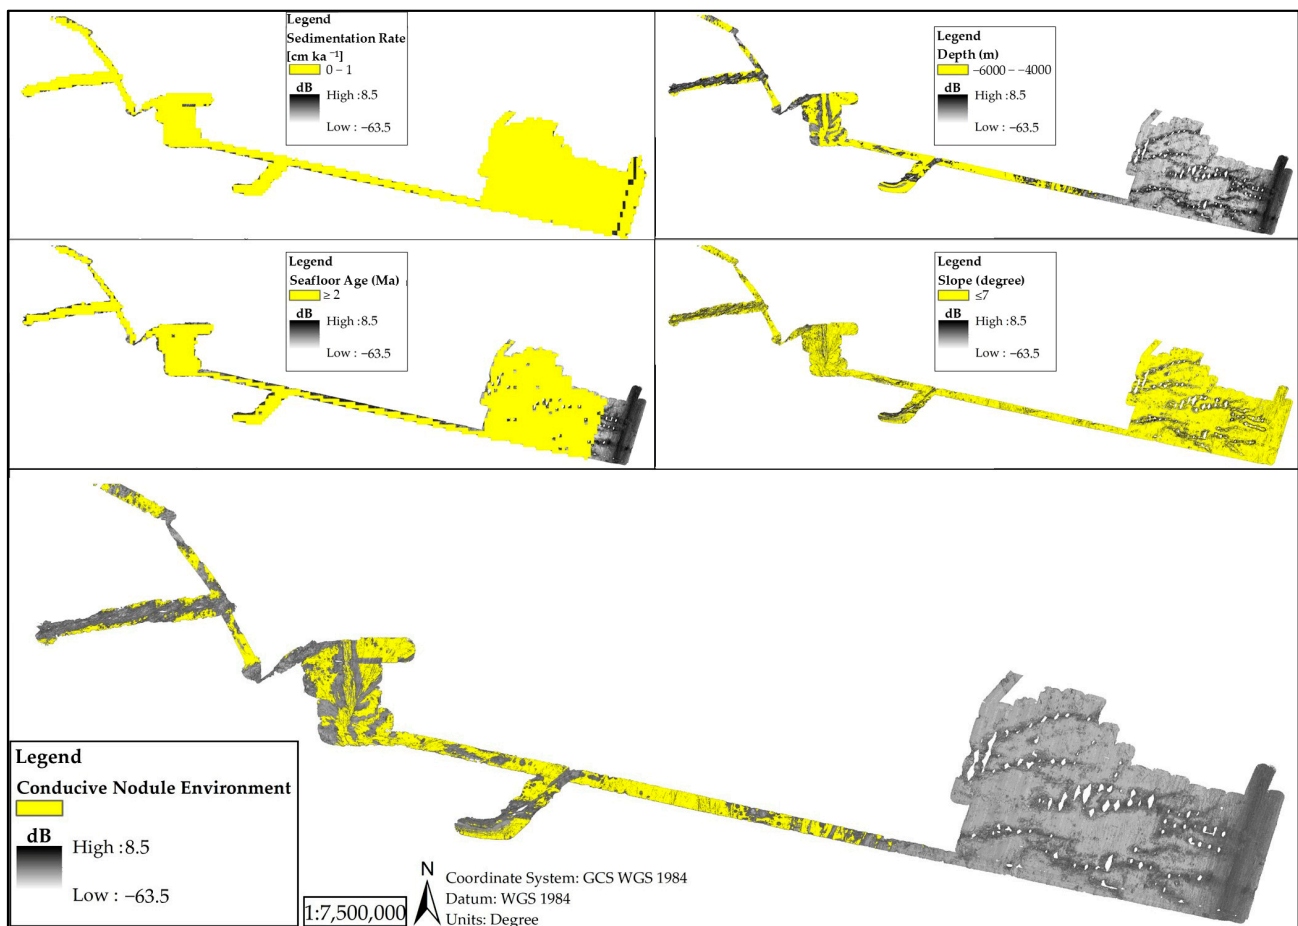 Legend
Sedimentation Rate
[cm ka ⁻¹]
0 – 1
dB
High :8.5
Low : −63.5
Legend
Depth (m)
−6000 – −4000
dB
High :8.5
Low : −63.5
Legend
Seafloor Age (Ma)
≥ 2
dB
High :8.5
Low : −63.5
Legend
Slope (degree)
≤7
dB
High :8.5
Low : −63.5
Legend
Conducive Nodule Environment
dB
High :8.5
Low : −63.5
1:7,500,000
N
Coordinate System: GCS WGS 1984
Datum: WGS 1984
Units: Degree